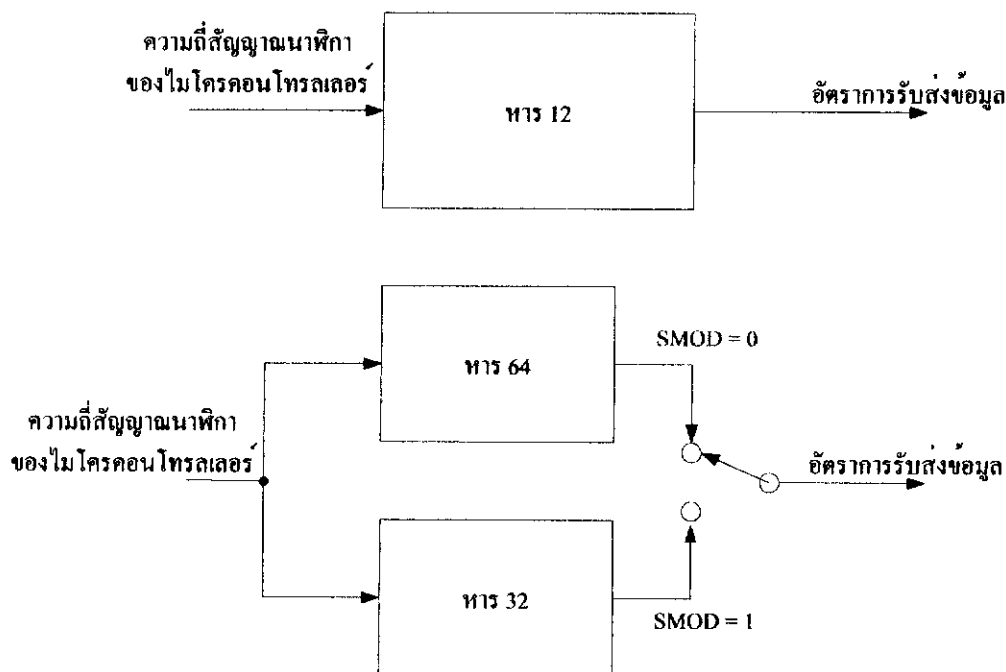 ความถี่สัญญาณนาฬิกา
ของไมโครคอนโทรลเลอร์
หาร 12
อัตราการรับส่งข้อมูล
หาร 64
SMOD = 0
ความถี่สัญญาณนาฬิกา
ของไมโครคอนโทรลเลอร์
อัตราการรับส่งข้อมูล
หาร 32
SMOD = 1